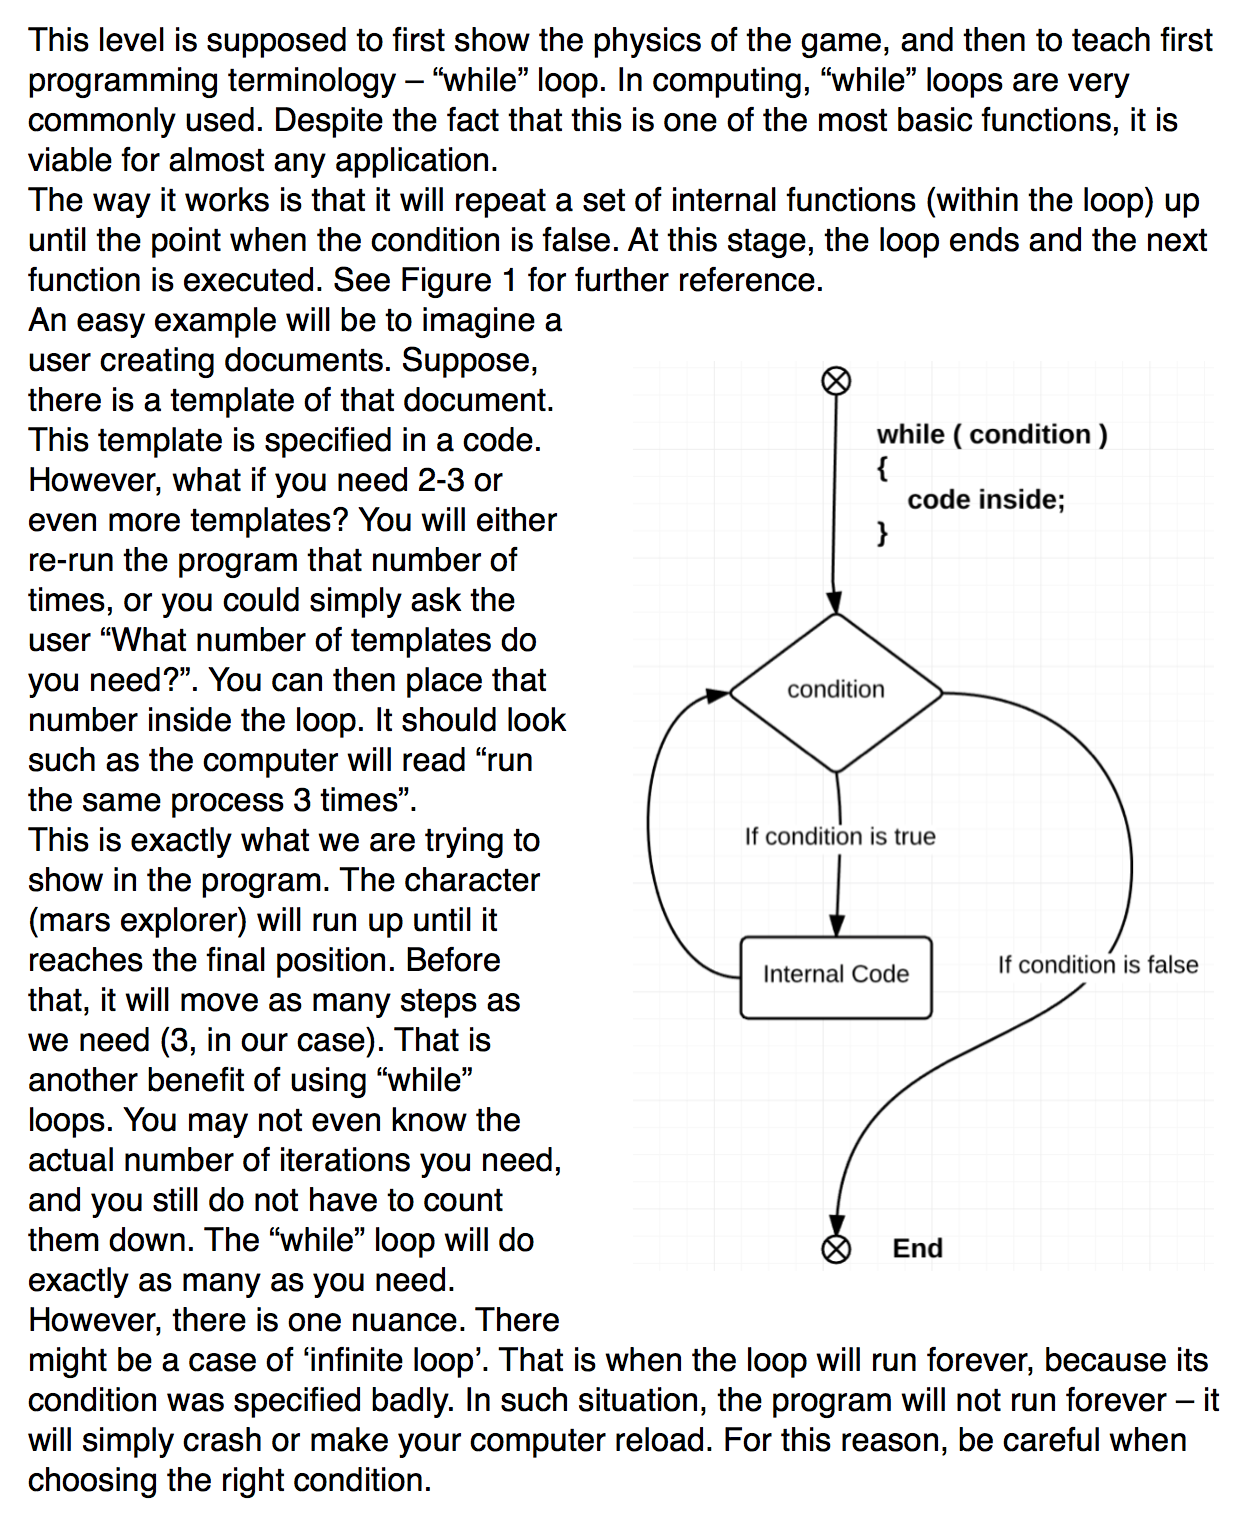 This level is supposed to first show the physics of the game, and then to teach first
programming terminology – “while” loop. In computing, “while” loops are very
commonly used. Despite the fact that this is one of the most basic functions, it is
viable for almost any application.
The way it works is that it will repeat a set of internal functions (within the loop) up
until the point when the condition is false. At this stage, the loop ends and the next
function is executed. See Figure 1 for further reference.
An easy example will be to imagine a
user creating documents. Suppose,
there is a template of that document.
This template is specified in a code.
However, what if you need 2-3 or
even more templates? You will either
re-run the program that number of
times, or you could simply ask the
user “What number of templates do
you need?”. You can then place that
number inside the loop. It should look
such as the computer will read “run
the same process 3 times”.
This is exactly what we are trying to
show in the program. The character
(mars explorer) will run up until it
reaches the final position. Before
that, it will move as many steps as
we need (3, in our case). That is
another benefit of using “while”
loops. You may not even know the
actual number of iterations you need,
and you still do not have to count
them down. The “while” loop will do
exactly as many as you need.
However, there is one nuance. There
might be a case of ‘infinite loop’. That is when the loop will run forever, because its
condition was specified badly. In such situation, the program will not run forever – it
will simply crash or make your computer reload. For this reason, be careful when
choosing the right condition.
while ( condition )
{
code inside;
}
condition
If condition is true
Internal Code
If condition is false
End